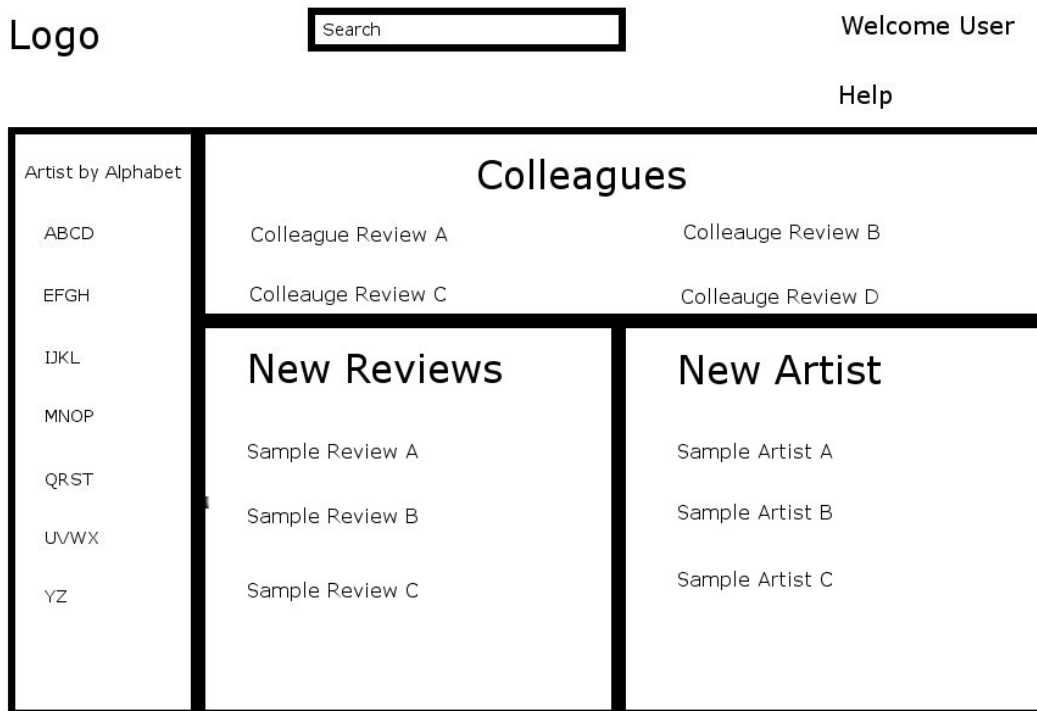 Logo
Search
Welcome User
Help
Artist by Alphabet
ABCD
EFGH
IJKL
MNOP
QRST
UVWX
YZ
Colleagues
Colleague Review A
Colleauge Review B
Colleauge Review C
Colleauge Review D
New Reviews
Sample Review A
Sample Review B
Sample Review C
New Artist
Sample Artist A
Sample Artist B
Sample Artist C